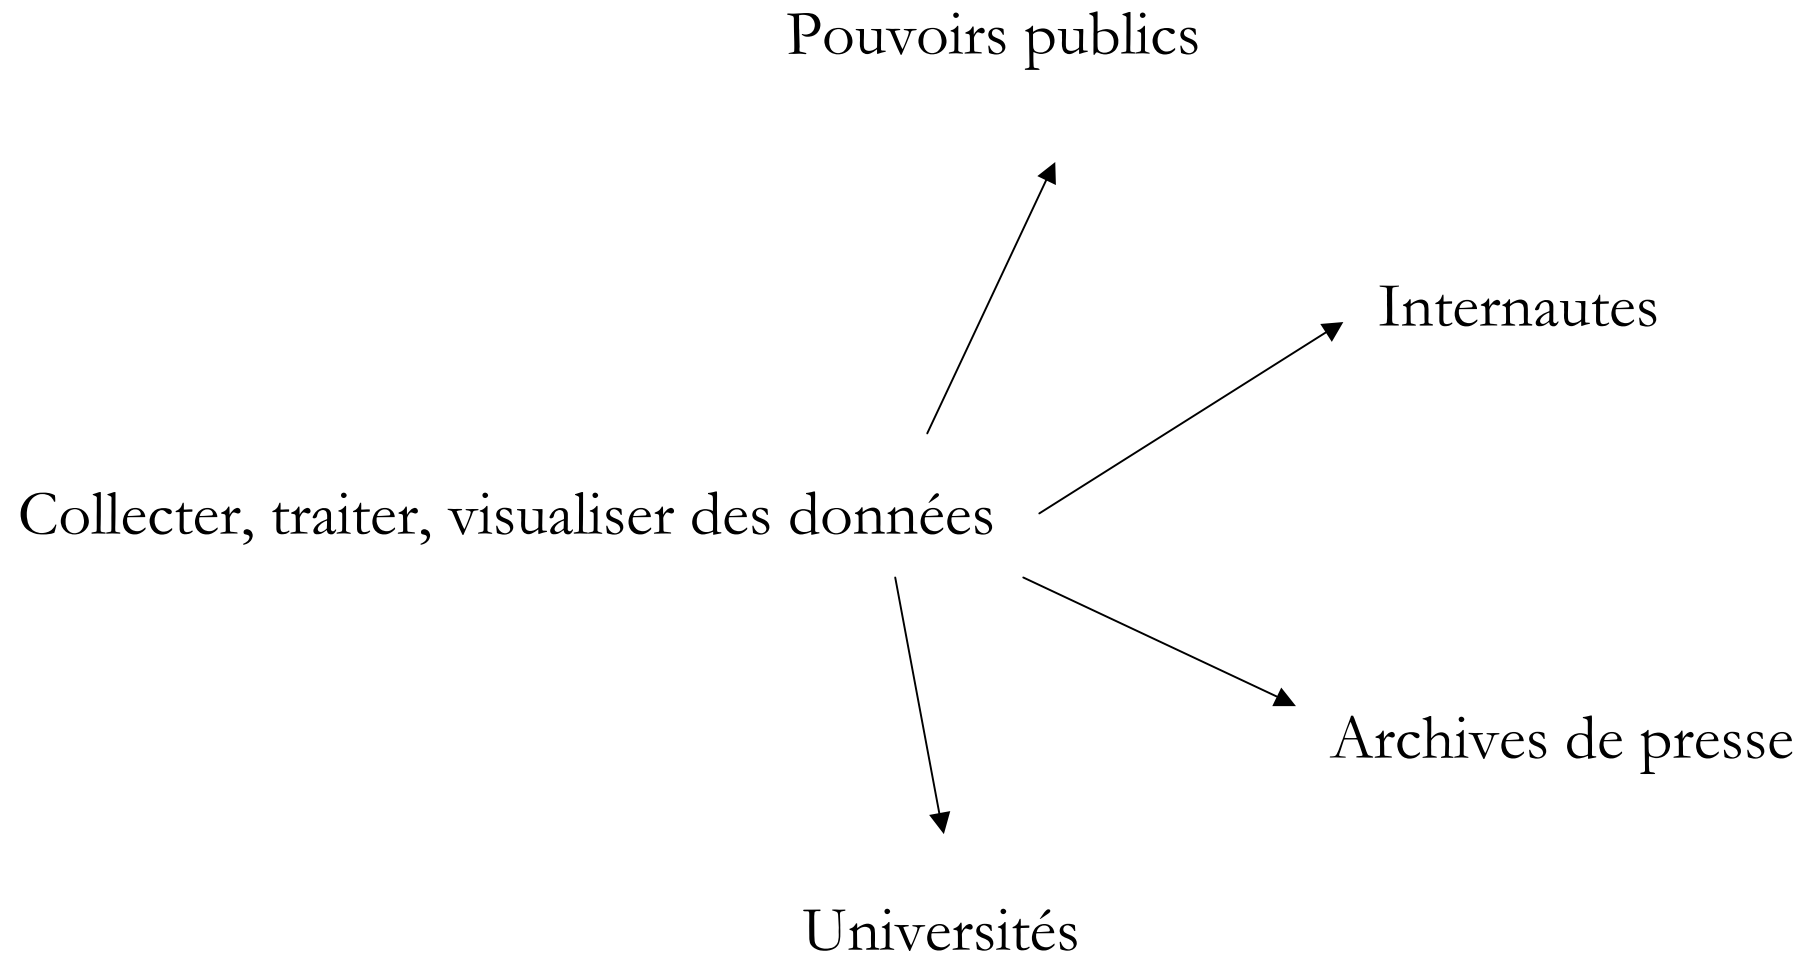 Pouvoirs publics
Internautes
Collecter, traiter, visualiser des données
Archives de presse
Universités